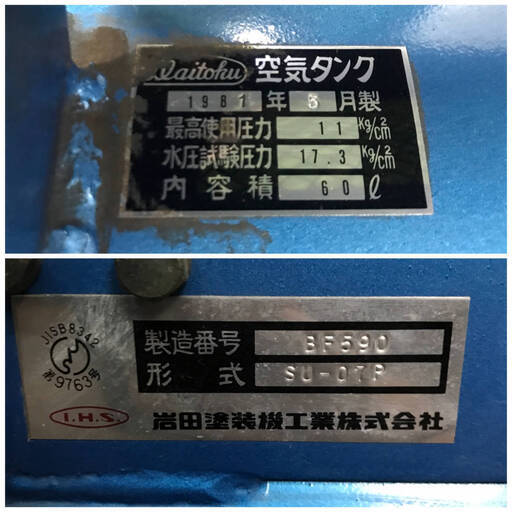 Naitoku 空気タンク
1981 年 3 月製
最高使用圧力 11 kg/cm²
水圧試験圧力 17.3 kg/cm²
内容積 60 ℓ
JISB8342
第9763号
製造番号 BF590
形式 SU-07P
I.H.S. 岩田塗装機工業株式会社